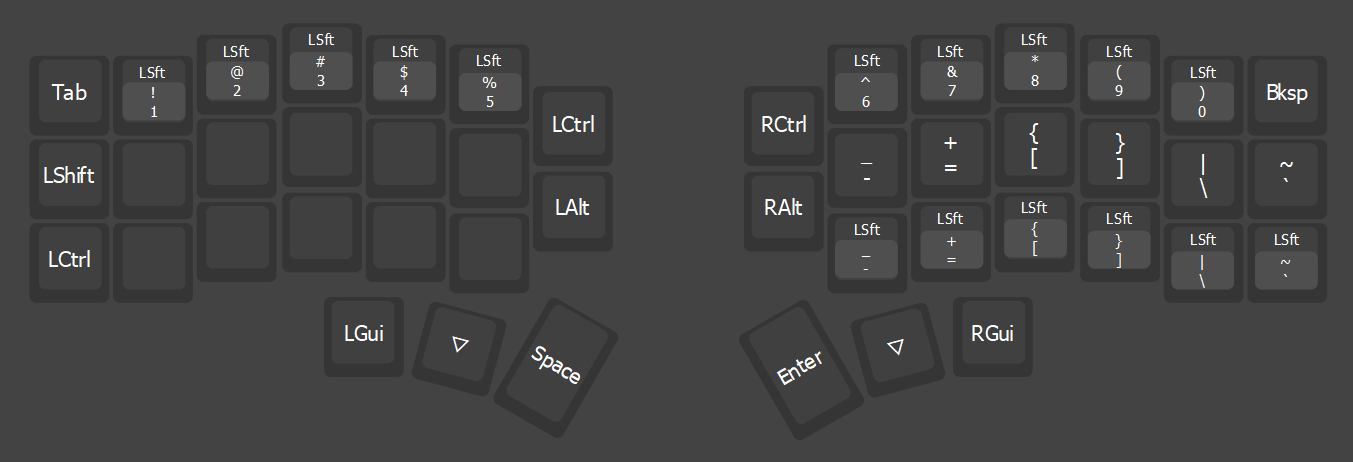 Tab
LSft
!
1
LSft
@
2
LSft
#
3
LSft
$
4
LSft
%
5
LCtrl
RCtrl
LSft
^
6
LSft
&
7
LSft
*
8
LSft
(
9
LSft
)
0
Bksp
LShift
LAlt
RAlt
_
-
+
=
{
[
}
]
|
\
~
`
LCtrl
LSft
_
-
LSft
+
=
LSft
{
[
LSft
}
]
LSft
|
\
LSft
~
`
LGui
▽
Space
Enter
▽
RGui